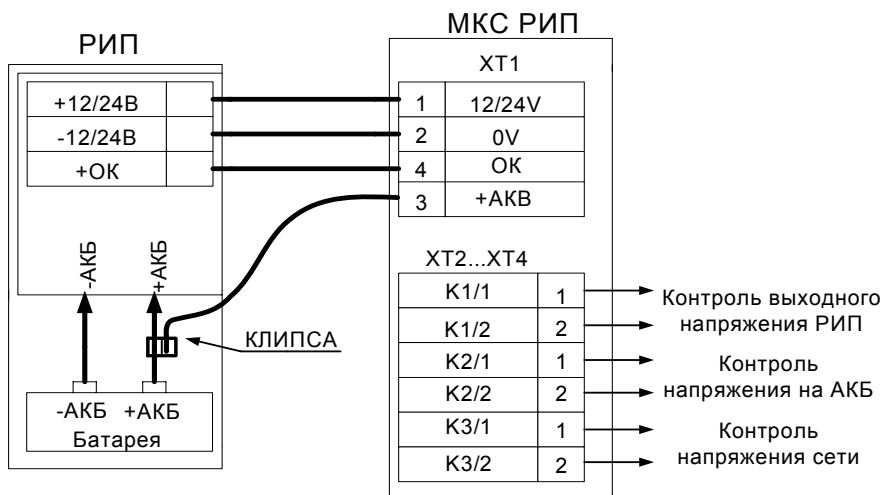 РИП
МКС РИП
XT1
+12/24В
-12/24В
+ОК
1 12/24V
2 0V
4 ОК
3 +АКВ
-АКБ
+АКБ
КЛИПСА
-АКБ +АКБ
Батарея
XT2...XT4
K1/1 1
K1/2 2
K2/1 1
K2/2 2
K3/1 1
K3/2 2
Контроль выходного
напряжения РИП
Контроль
напряжения на АКБ
Контроль
напряжения сети